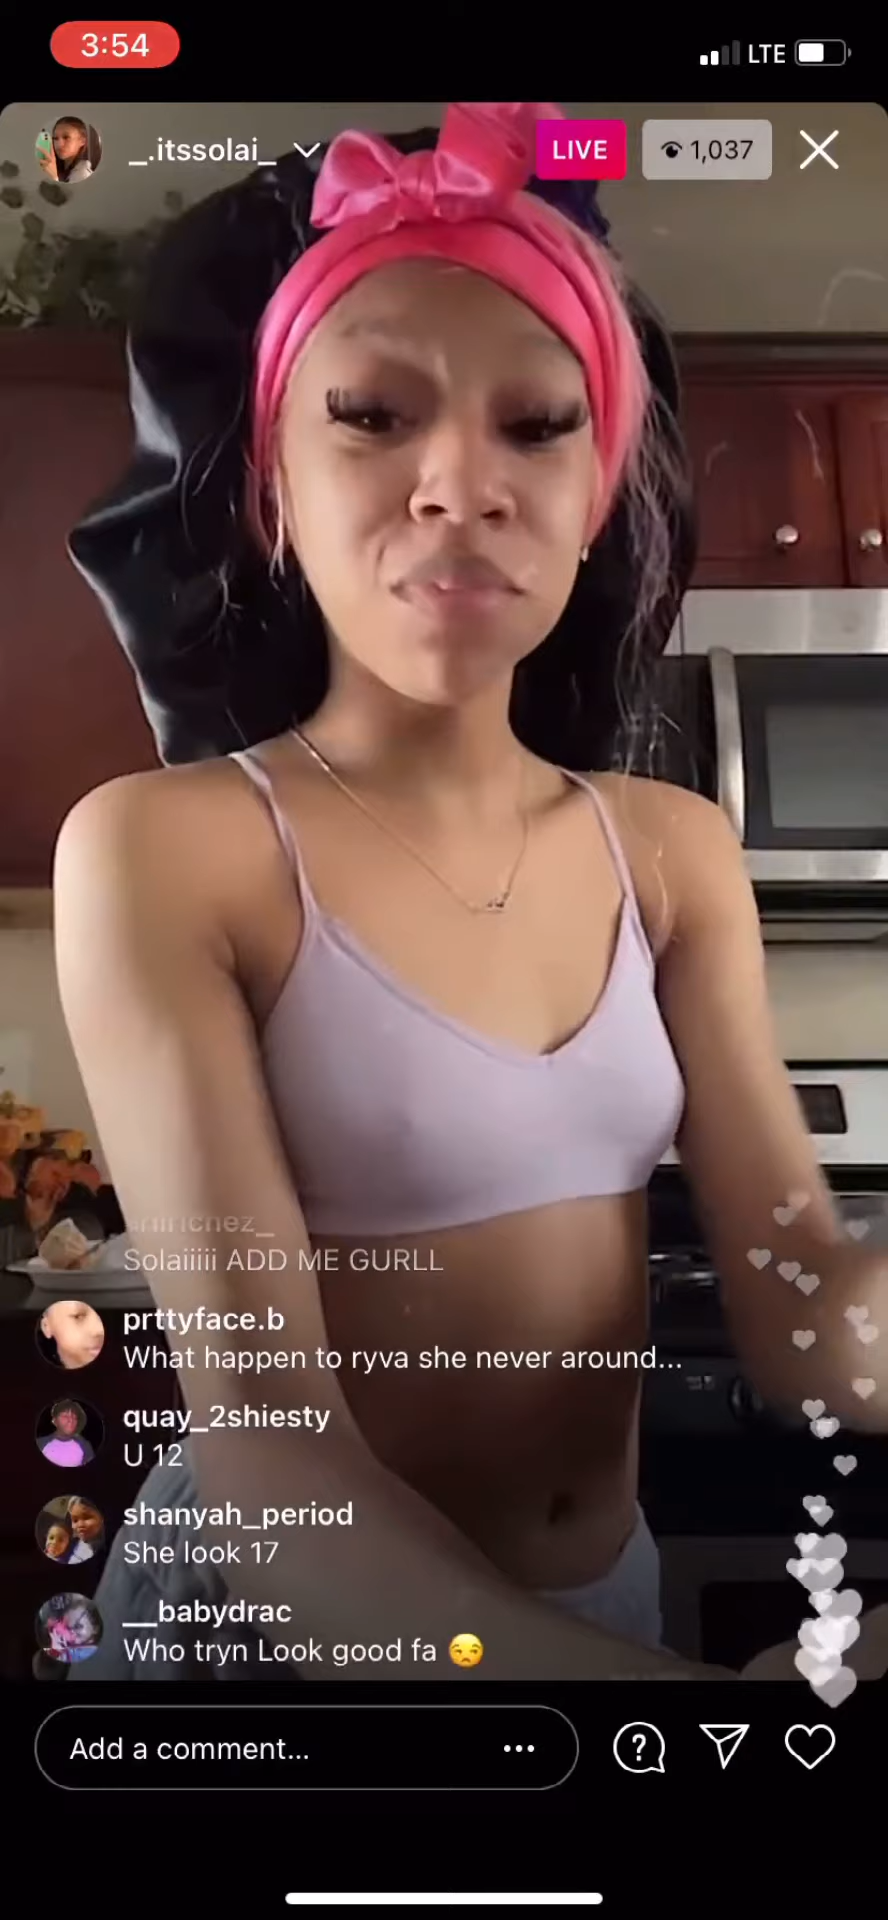 3:54
LTE
_.itssolai_
LIVE
1,037
Solaiiiii ADD ME GURLL
prttyface.b
What happen to ryva she never around...
quay_2shiesty
U 12
shanyah_period
She look 17
__babydrac
Who tryn Look good fa 😒
Add a comment...